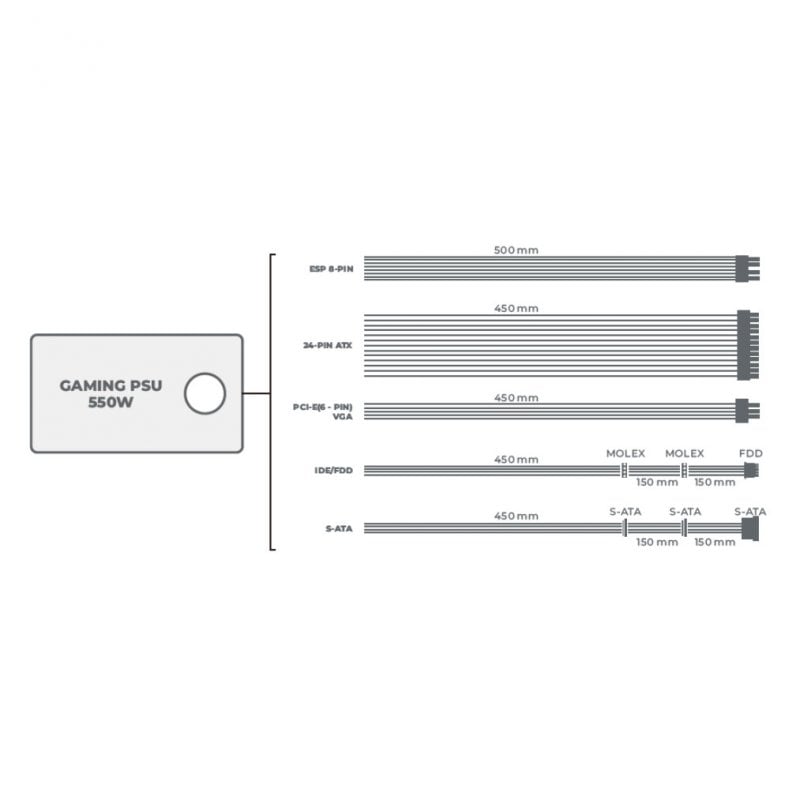 GAMING PSU
550W
500 mm
ESP 8-PIN
450 mm
24-PIN ATX
450 mm
PCI-E(6 - PIN)
VGA
450 mm
MOLEX
MOLEX
FDD
IDE/FDD
150 mm
150 mm
450 mm
S-ATA
S-ATA
S-ATA
S-ATA
150 mm
150 mm